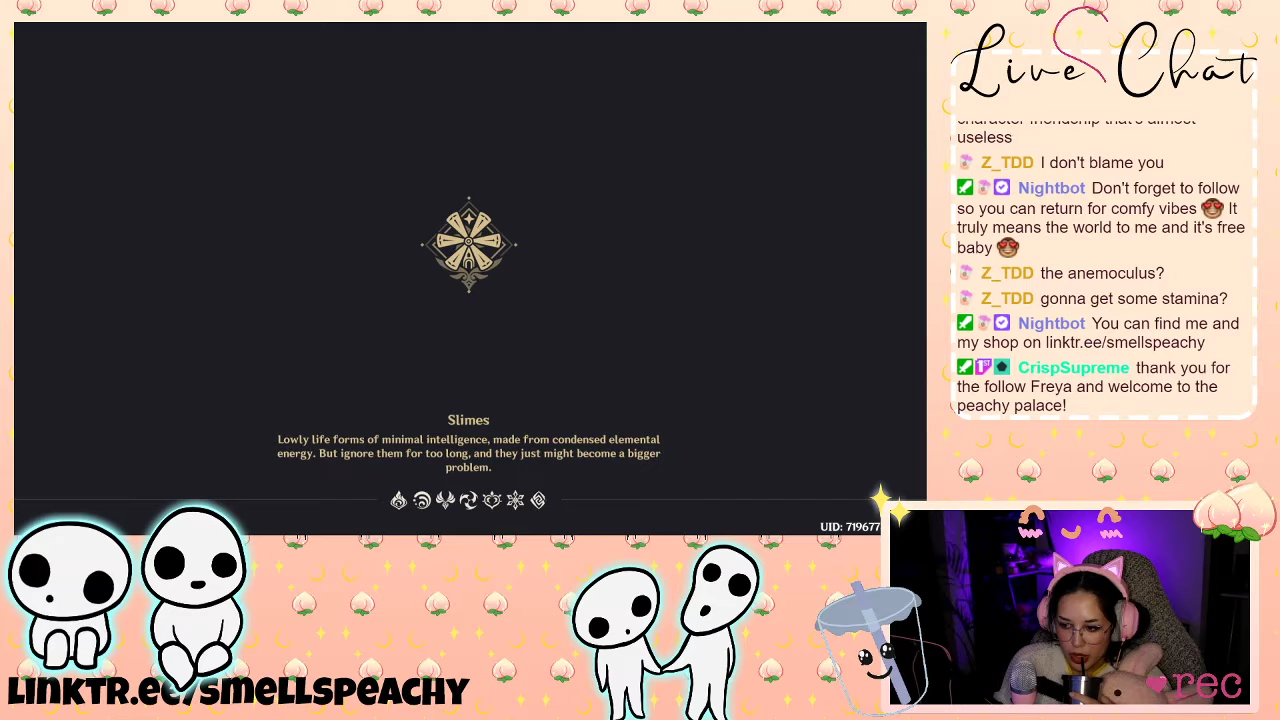 Live Chat
character friendship that's almost
useless
Z_TDD I don't blame you
Nightbot Don't forget to follow
so you can return for comfy vibes It
truly means the world to me and it's free
baby
Z_TDD the anemoculus?
Z_TDD gonna get some stamina?
Nightbot You can find me and
my shop on linktr.ee/smellspeachy
CrispSupreme thank you for
the follow Freya and welcome to the
peachy palace!
Slimes
Lowly life forms of minimal intelligence, made from condensed elemental
energy. But ignore them for too long, and they just might become a bigger
problem.
UID: 719677
linktr.ee/smellspeachy
rec